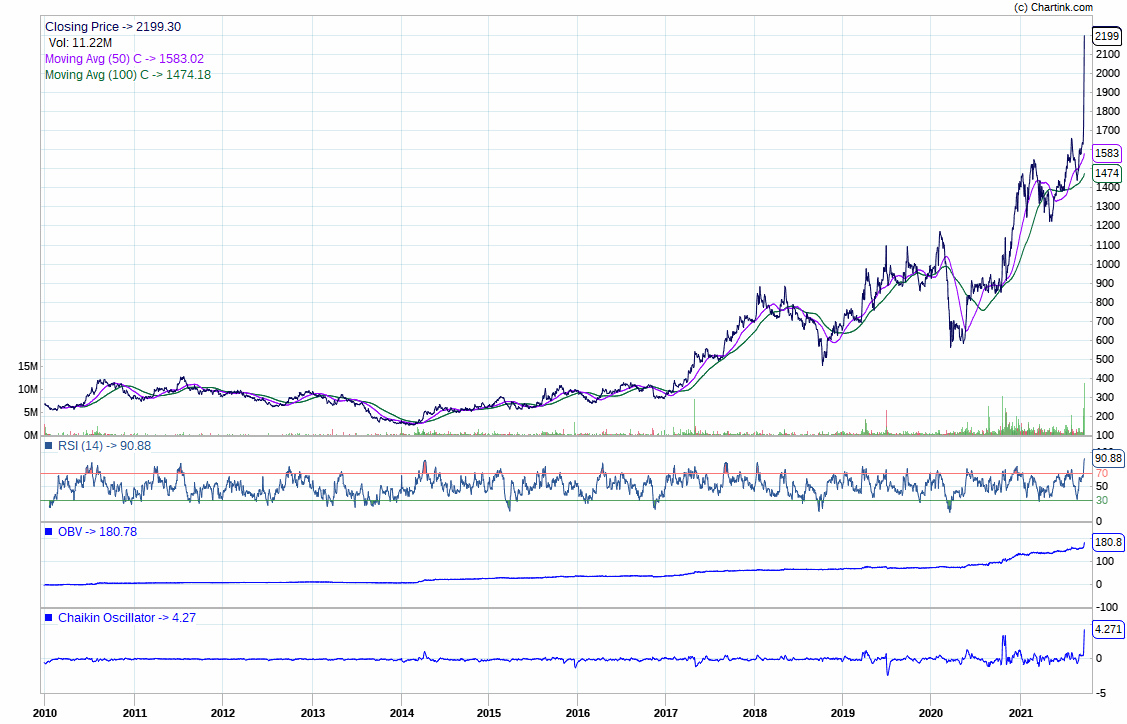 (c) Chartink.com
Closing Price -> 2199.30
Vol: 11.22M
Moving Avg (50) C -> 1583.02
Moving Avg (100) C -> 1474.18
2199
2100
2000
1900
1800
1700
1583
1474
1400
1300
1200
1100
1000
900
800
700
600
500
400
300
200
100
15M
10M
5M
0M
RSI (14) -> 90.88
90.88
70
50
30
0
OBV -> 180.78
180.8
100
0
-100
Chaikin Oscillator -> 4.27
4.271
0
-5
2010 2011 2012 2013 2014 2015 2016 2017 2018 2019 2020 2021